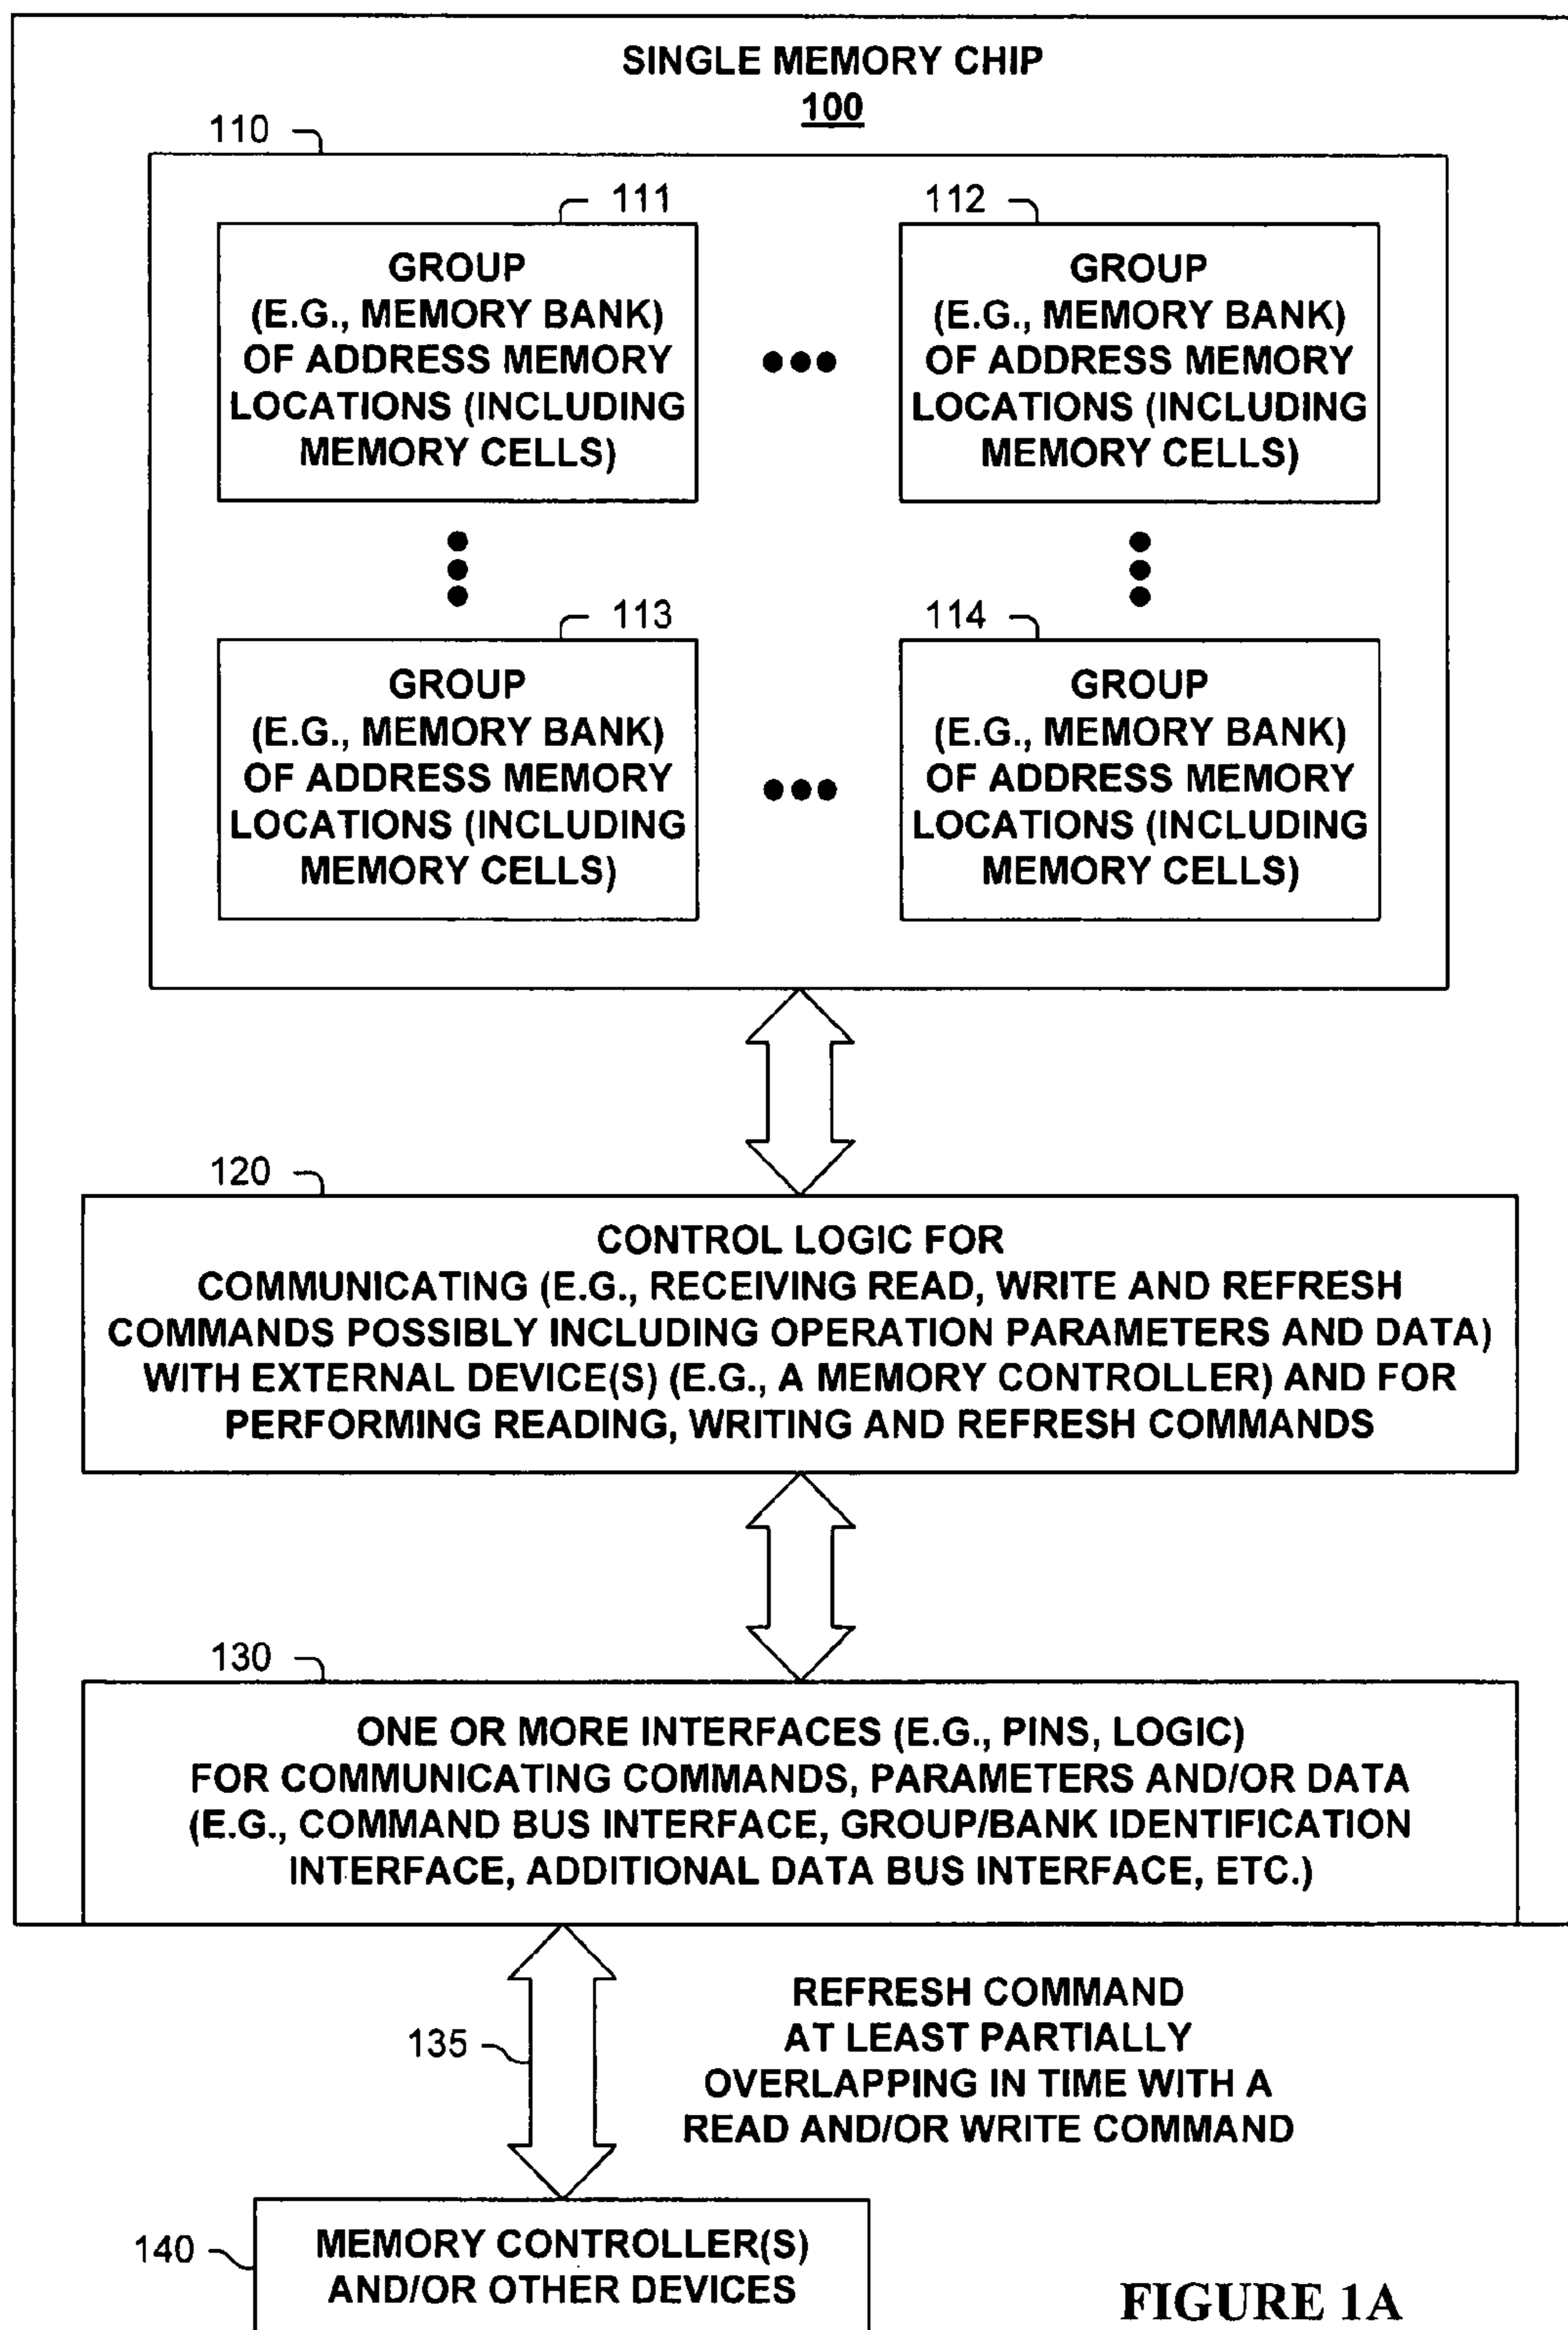 SINGLE MEMORY CHIP
100
110
111
112
GROUP
(E.G., MEMORY BANK)
OF ADDRESS MEMORY
LOCATIONS (INCLUDING
MEMORY CELLS)
GROUP
(E.G., MEMORY BANK)
OF ADDRESS MEMORY
LOCATIONS (INCLUDING
MEMORY CELLS)
113
114
GROUP
(E.G., MEMORY BANK)
OF ADDRESS MEMORY
LOCATIONS (INCLUDING
MEMORY CELLS)
GROUP
(E.G., MEMORY BANK)
OF ADDRESS MEMORY
LOCATIONS (INCLUDING
MEMORY CELLS)
120
CONTROL LOGIC FOR
COMMUNICATING (E.G., RECEIVING READ, WRITE AND REFRESH
COMMANDS POSSIBLY INCLUDING OPERATION PARAMETERS AND DATA)
WITH EXTERNAL DEVICE(S) (E.G., A MEMORY CONTROLLER) AND FOR
PERFORMING READING, WRITING AND REFRESH COMMANDS
130
ONE OR MORE INTERFACES (E.G., PINS, LOGIC)
FOR COMMUNICATING COMMANDS, PARAMETERS AND/OR DATA
(E.G., COMMAND BUS INTERFACE, GROUP/BANK IDENTIFICATION
INTERFACE, ADDITIONAL DATA BUS INTERFACE, ETC.)
135
REFRESH COMMAND
AT LEAST PARTIALLY
OVERLAPPING IN TIME WITH A
READ AND/OR WRITE COMMAND
140
MEMORY CONTROLLER(S)
AND/OR OTHER DEVICES
FIGURE 1A